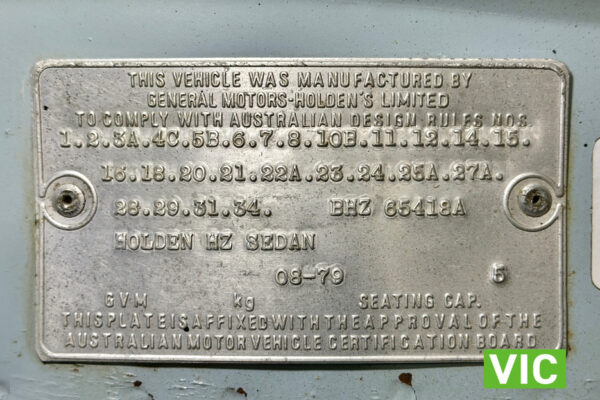 THIS VEHICLE WAS MANUFACTURED BY
GENERAL MOTORS-HOLDEN'S LIMITED
TO COMPLY WITH AUSTRALIAN DESIGN RULES NOS.
1.2.3A.4C.5B.6.7.8.10B.11.12.14.15.
16.18.20.21.22A.23.24.25A.27A.
28.29.31.34. BHZ 65418A
HOLDEN HZ SEDAN
08-79 5
GVM kg SEATING CAP.
THIS PLATE IS AFFIXED WITH THE APPROVAL OF THE
AUSTRALIAN MOTOR VEHICLE CERTIFICATION BOARD
VIC